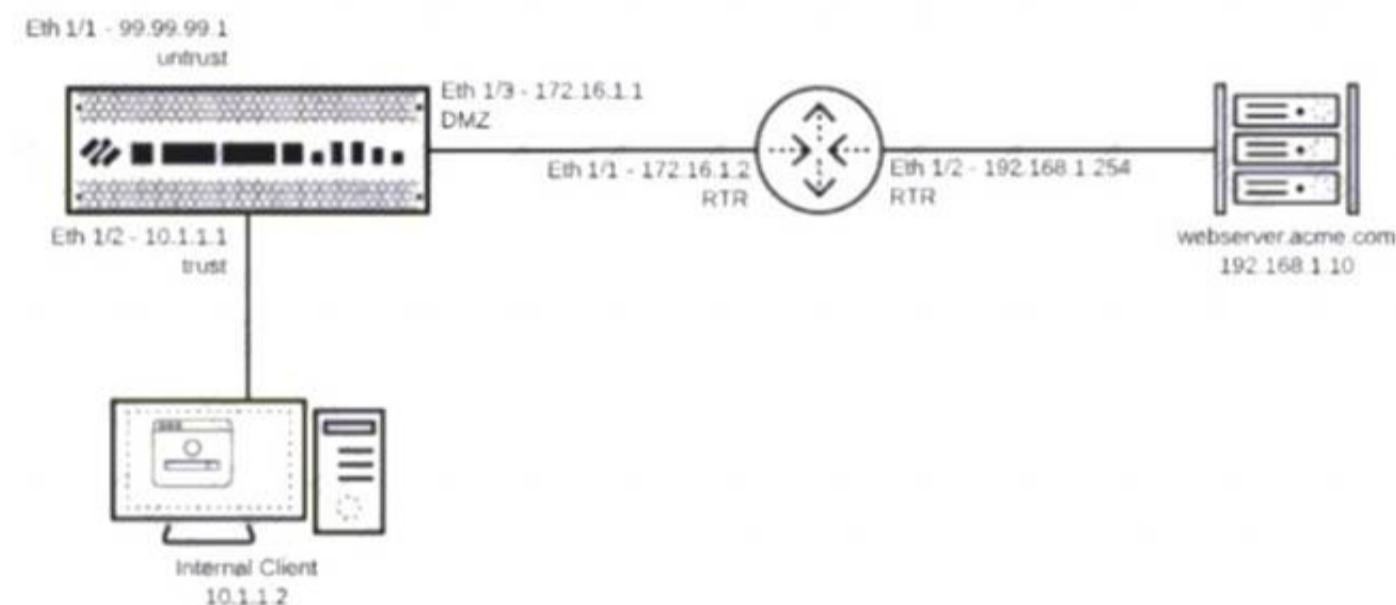 Eth 1/1 - 99.99.99.1
untrust
Eth 1/3 - 172.16.1.1
DMZ
Eth 1/1 - 172.16.1.2
RTR
Eth 1/2 - 192.168.1.254
RTR
webserver.acme.com
192.168.1.10
Eth 1/2 - 10.1.1.1
trust
Internal Client
10.1.1.2